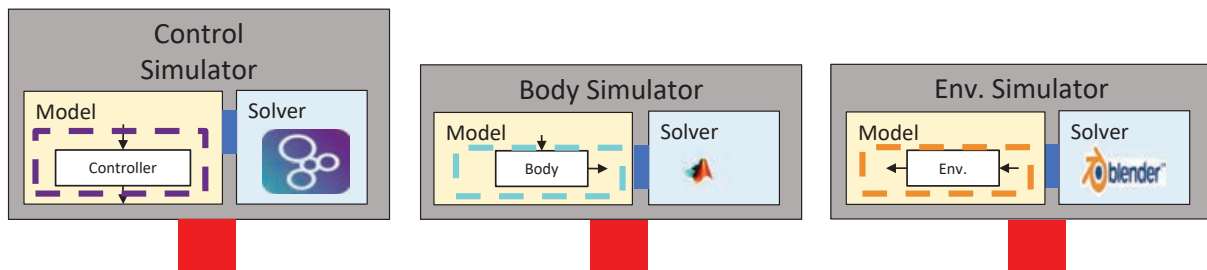 Control
Simulator
Model
Solver
Controller
Body Simulator
Model
Solver
Body
Env. Simulator
Model
Solver
Env.
blender